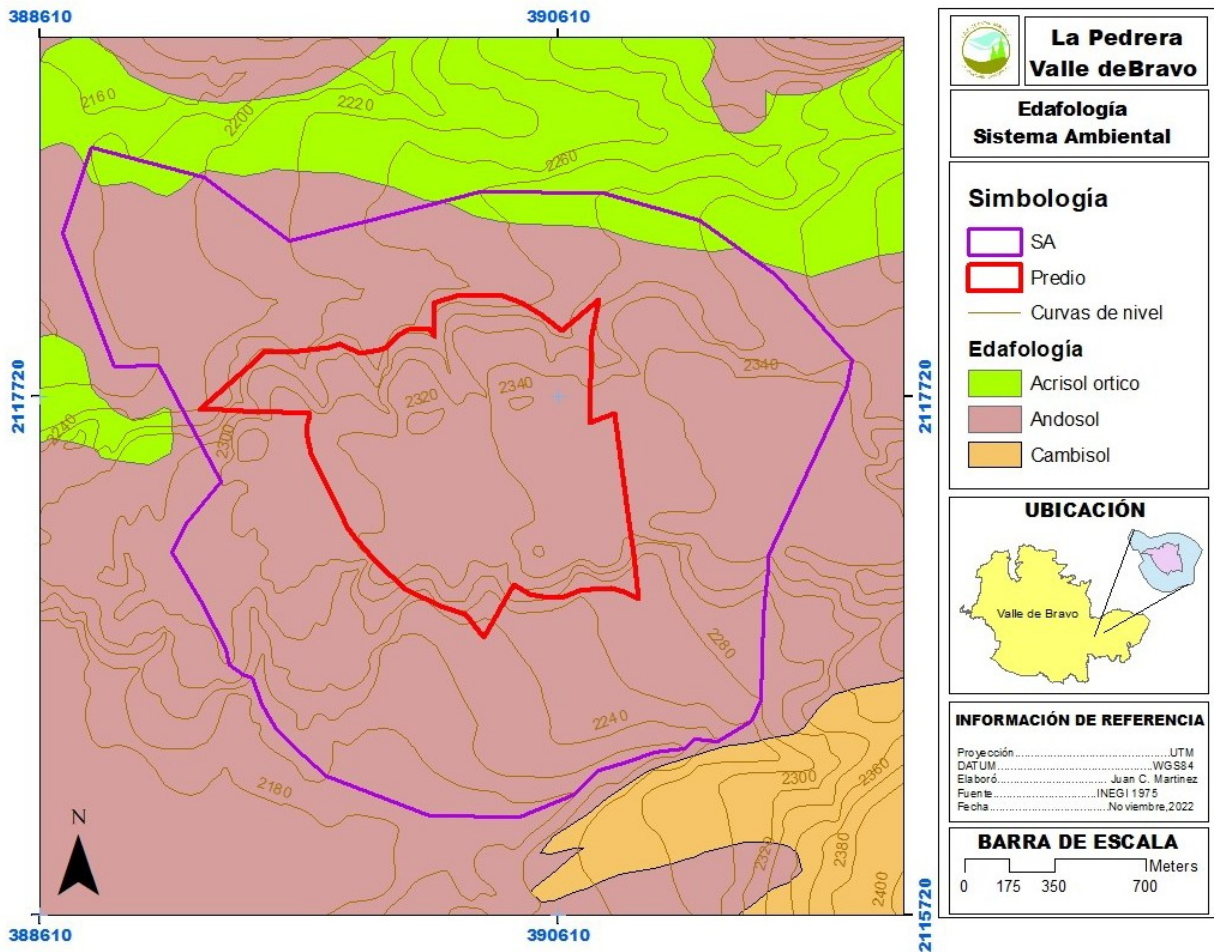 388610
390610
2117720
2117720
2115720
388610
390610
2160
2200
2220
2260
2340
2340
2320
2300
2240
2280
2240
2180
2300
2360
2320
2380
2400
N
La Pedrera
Valle deBravo
Edafología
Sistema Ambiental
Simbología
SA
Predio
Curvas de nivel
Edafología
Acrisol ortico
Andosol
Cambisol
UBICACIÓN
Valle de Bravo
INFORMACIÓN DE REFERENCIA
Proyección UTM
DATUM WGS84
Elaboró Juan C. Martinez
Fuente INEGI 1975
Fecha Noviembre,2022
BARRA DE ESCALA
Meters
0 175 350 700